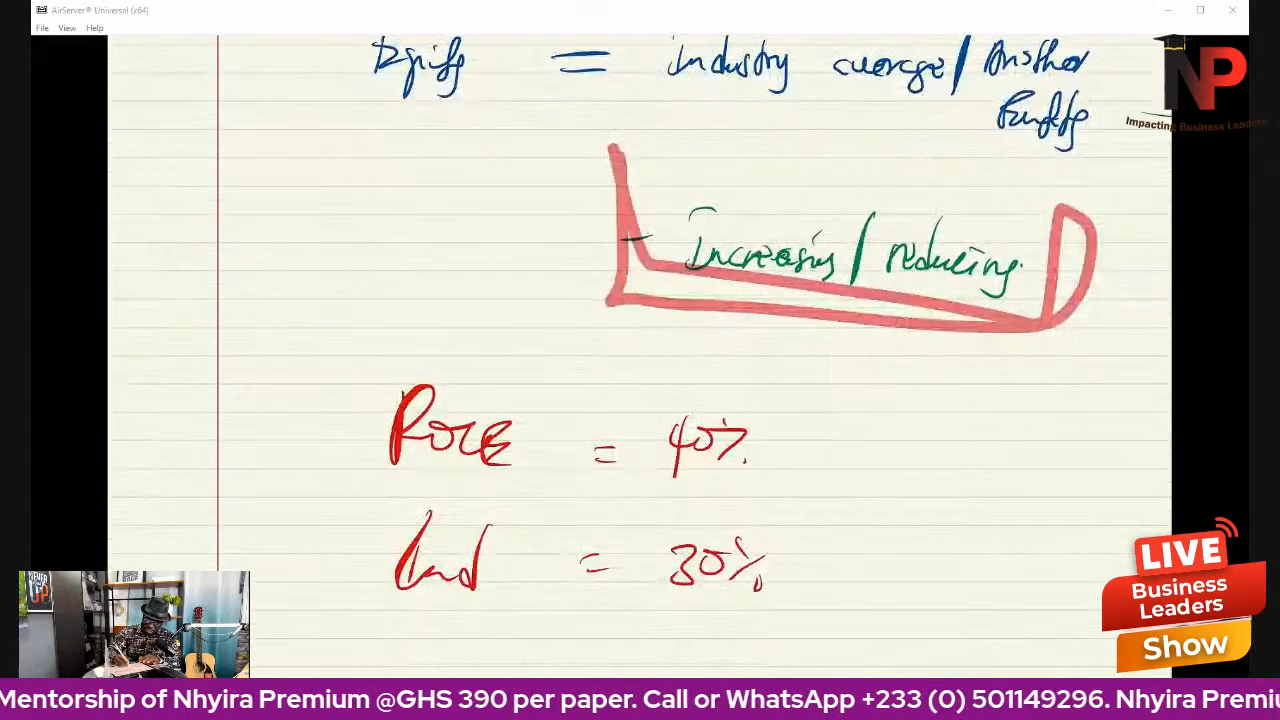 AirServer® Universal (x64)
File View Help
= Industry average / Another
NP
Impacting Business Leaders
Increasing / reducing
ROCE = 40%
Ind = 30%
LIVE
Business
Leaders
Show
Mentorship of Nhyira Premium @GHS 390 per paper. Call or WhatsApp +233 (0) 501149296. Nhyira Premiu